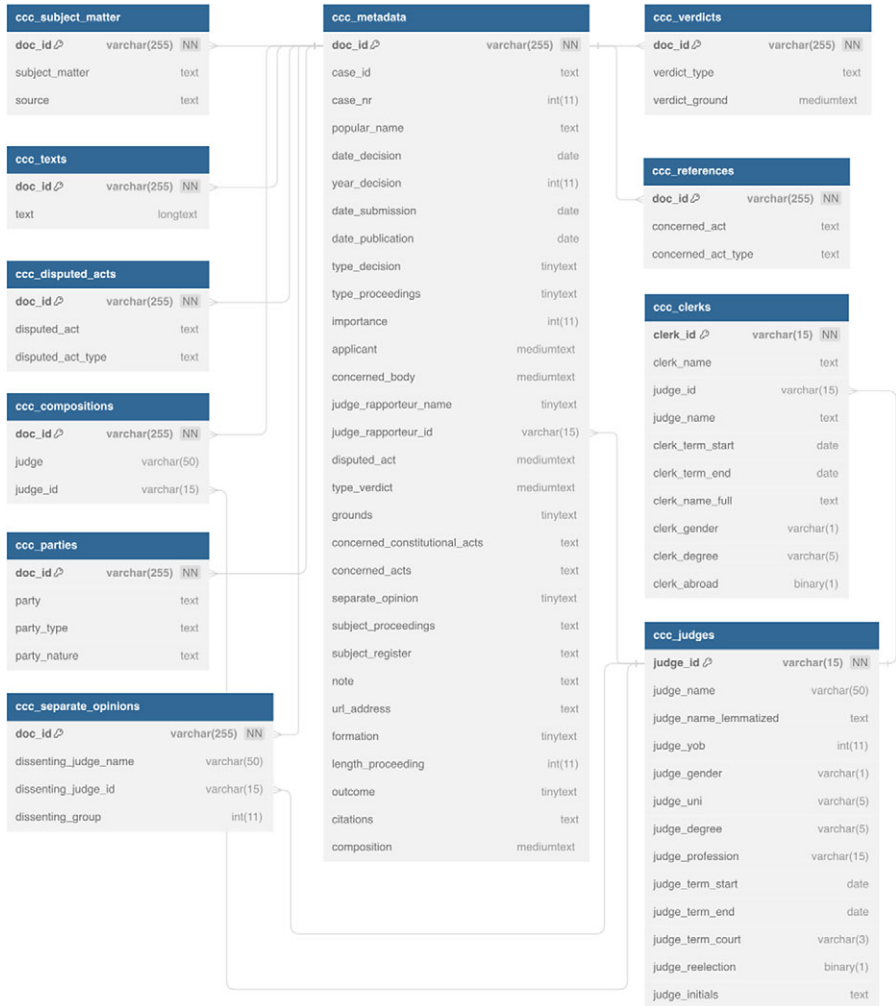 ccc_subject_matter
doc_id varchar(255) NN
subject_matter text
source text
ccc_texts
doc_id varchar(255) NN
text longtext
ccc_disputed_acts
doc_id varchar(255) NN
disputed_act text
disputed_act_type text
ccc_compositions
doc_id varchar(255) NN
judge varchar(50)
judge_id varchar(15)
ccc_parties
doc_id varchar(255) NN
party text
party_type text
party_nature text
ccc_separate_opinions
doc_id varchar(255) NN
dissenting_judge_name varchar(50)
dissenting_judge_id varchar(15)
dissenting_group int(11)
ccc_metadata
doc_id varchar(255) NN
case_id text
case_nr int(11)
popular_name text
date_decision date
year_decision int(11)
date_submission date
date_publication date
type_decision tinytext
type_proceedings tinytext
importance int(11)
applicant mediumtext
concerned_body mediumtext
judge_rapporteur_name tinytext
judge_rapporteur_id varchar(15)
disputed_act mediumtext
type_verdict mediumtext
grounds tinytext
concerned_constitutional_acts text
concerned_acts text
separate_opinion tinytext
subject_proceedings text
subject_register text
note text
url_address text
formation tinytext
length_proceeding int(11)
outcome tinytext
citations text
composition mediumtext
ccc_verdicts
doc_id varchar(255) NN
verdict_type text
verdict_ground mediumtext
ccc_references
doc_id varchar(255) NN
concerned_act text
concerned_act_type text
ccc_clerks
clerk_id varchar(15) NN
clerk_name text
judge_id varchar(15)
judge_name text
clerk_term_start date
clerk_term_end date
clerk_name_full text
clerk_gender varchar(1)
clerk_degree varchar(5)
clerk_abroad binary(1)
ccc_judges
judge_id varchar(15) NN
judge_name varchar(50)
judge_name_lemmatized text
judge_yob int(11)
judge_gender varchar(1)
judge_uni varchar(5)
judge_degree varchar(5)
judge_profession varchar(15)
judge_term_start date
judge_term_end date
judge_term_court varchar(3)
judge_reelection binary(1)
judge_initials text